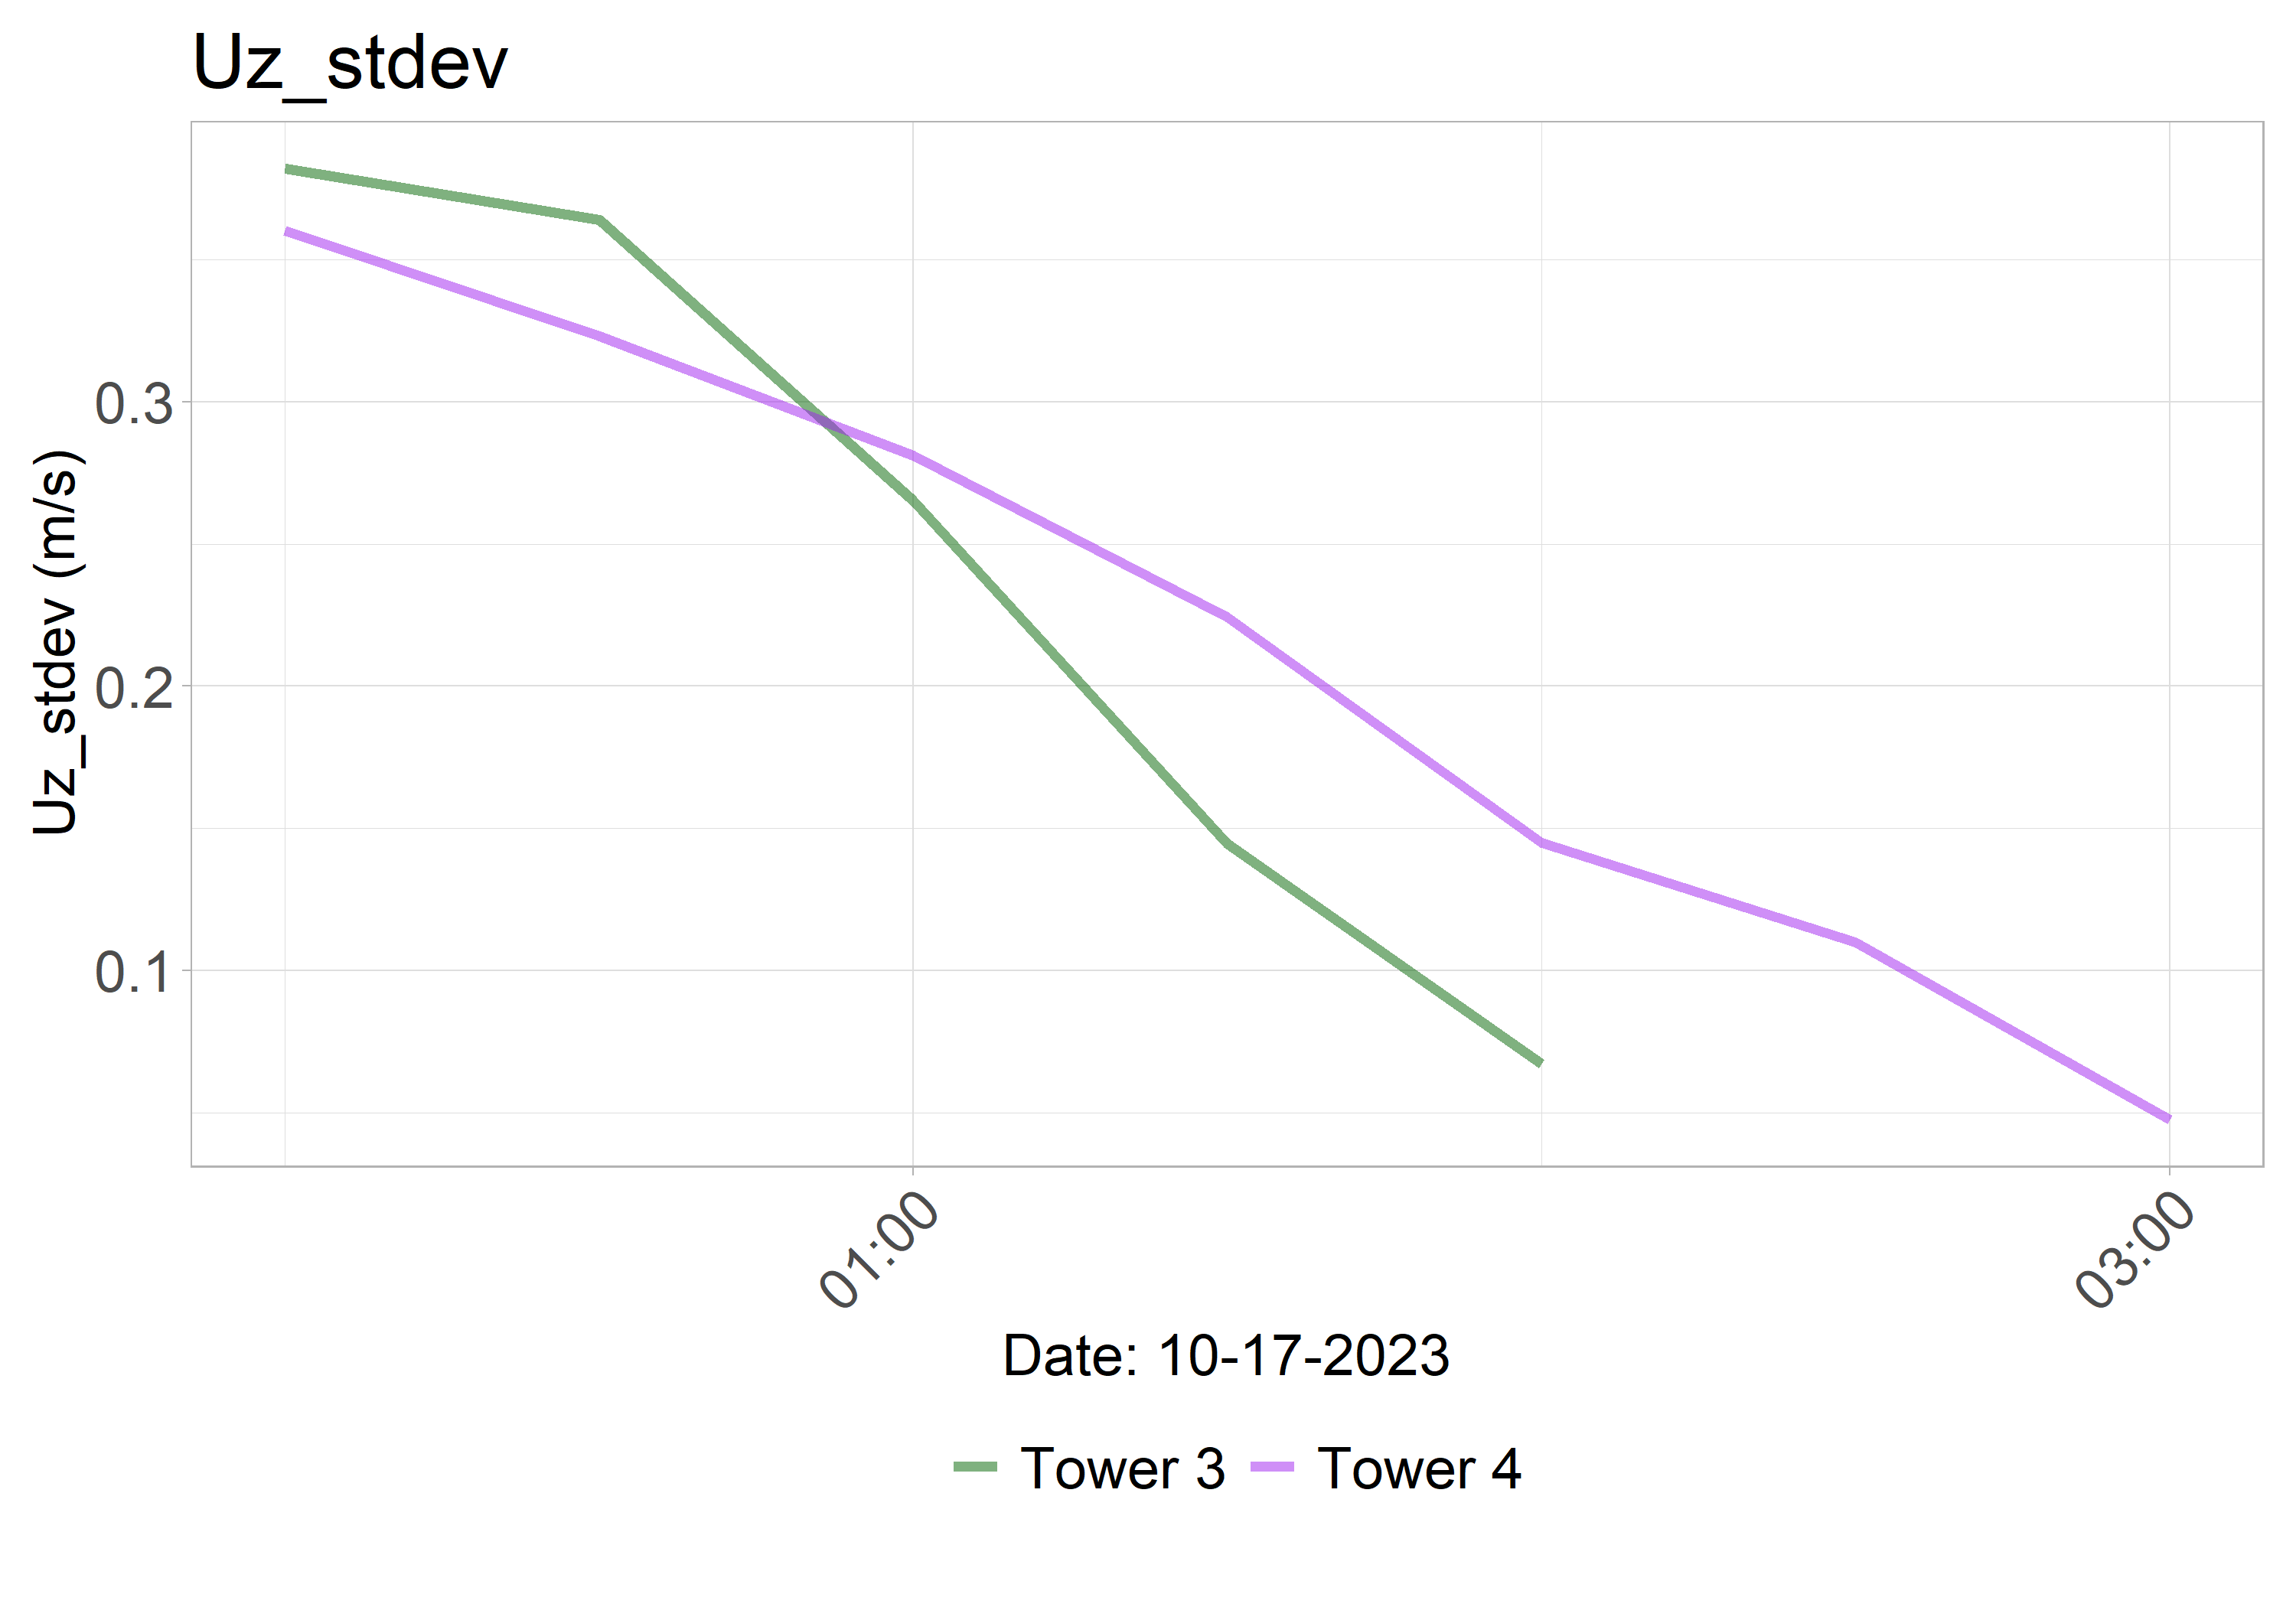 Uz_stdev
Uz_stdev (m/s)
0.3
0.2
0.1
01:00
03:00
Date: 10-17-2023
Tower 3
Tower 4